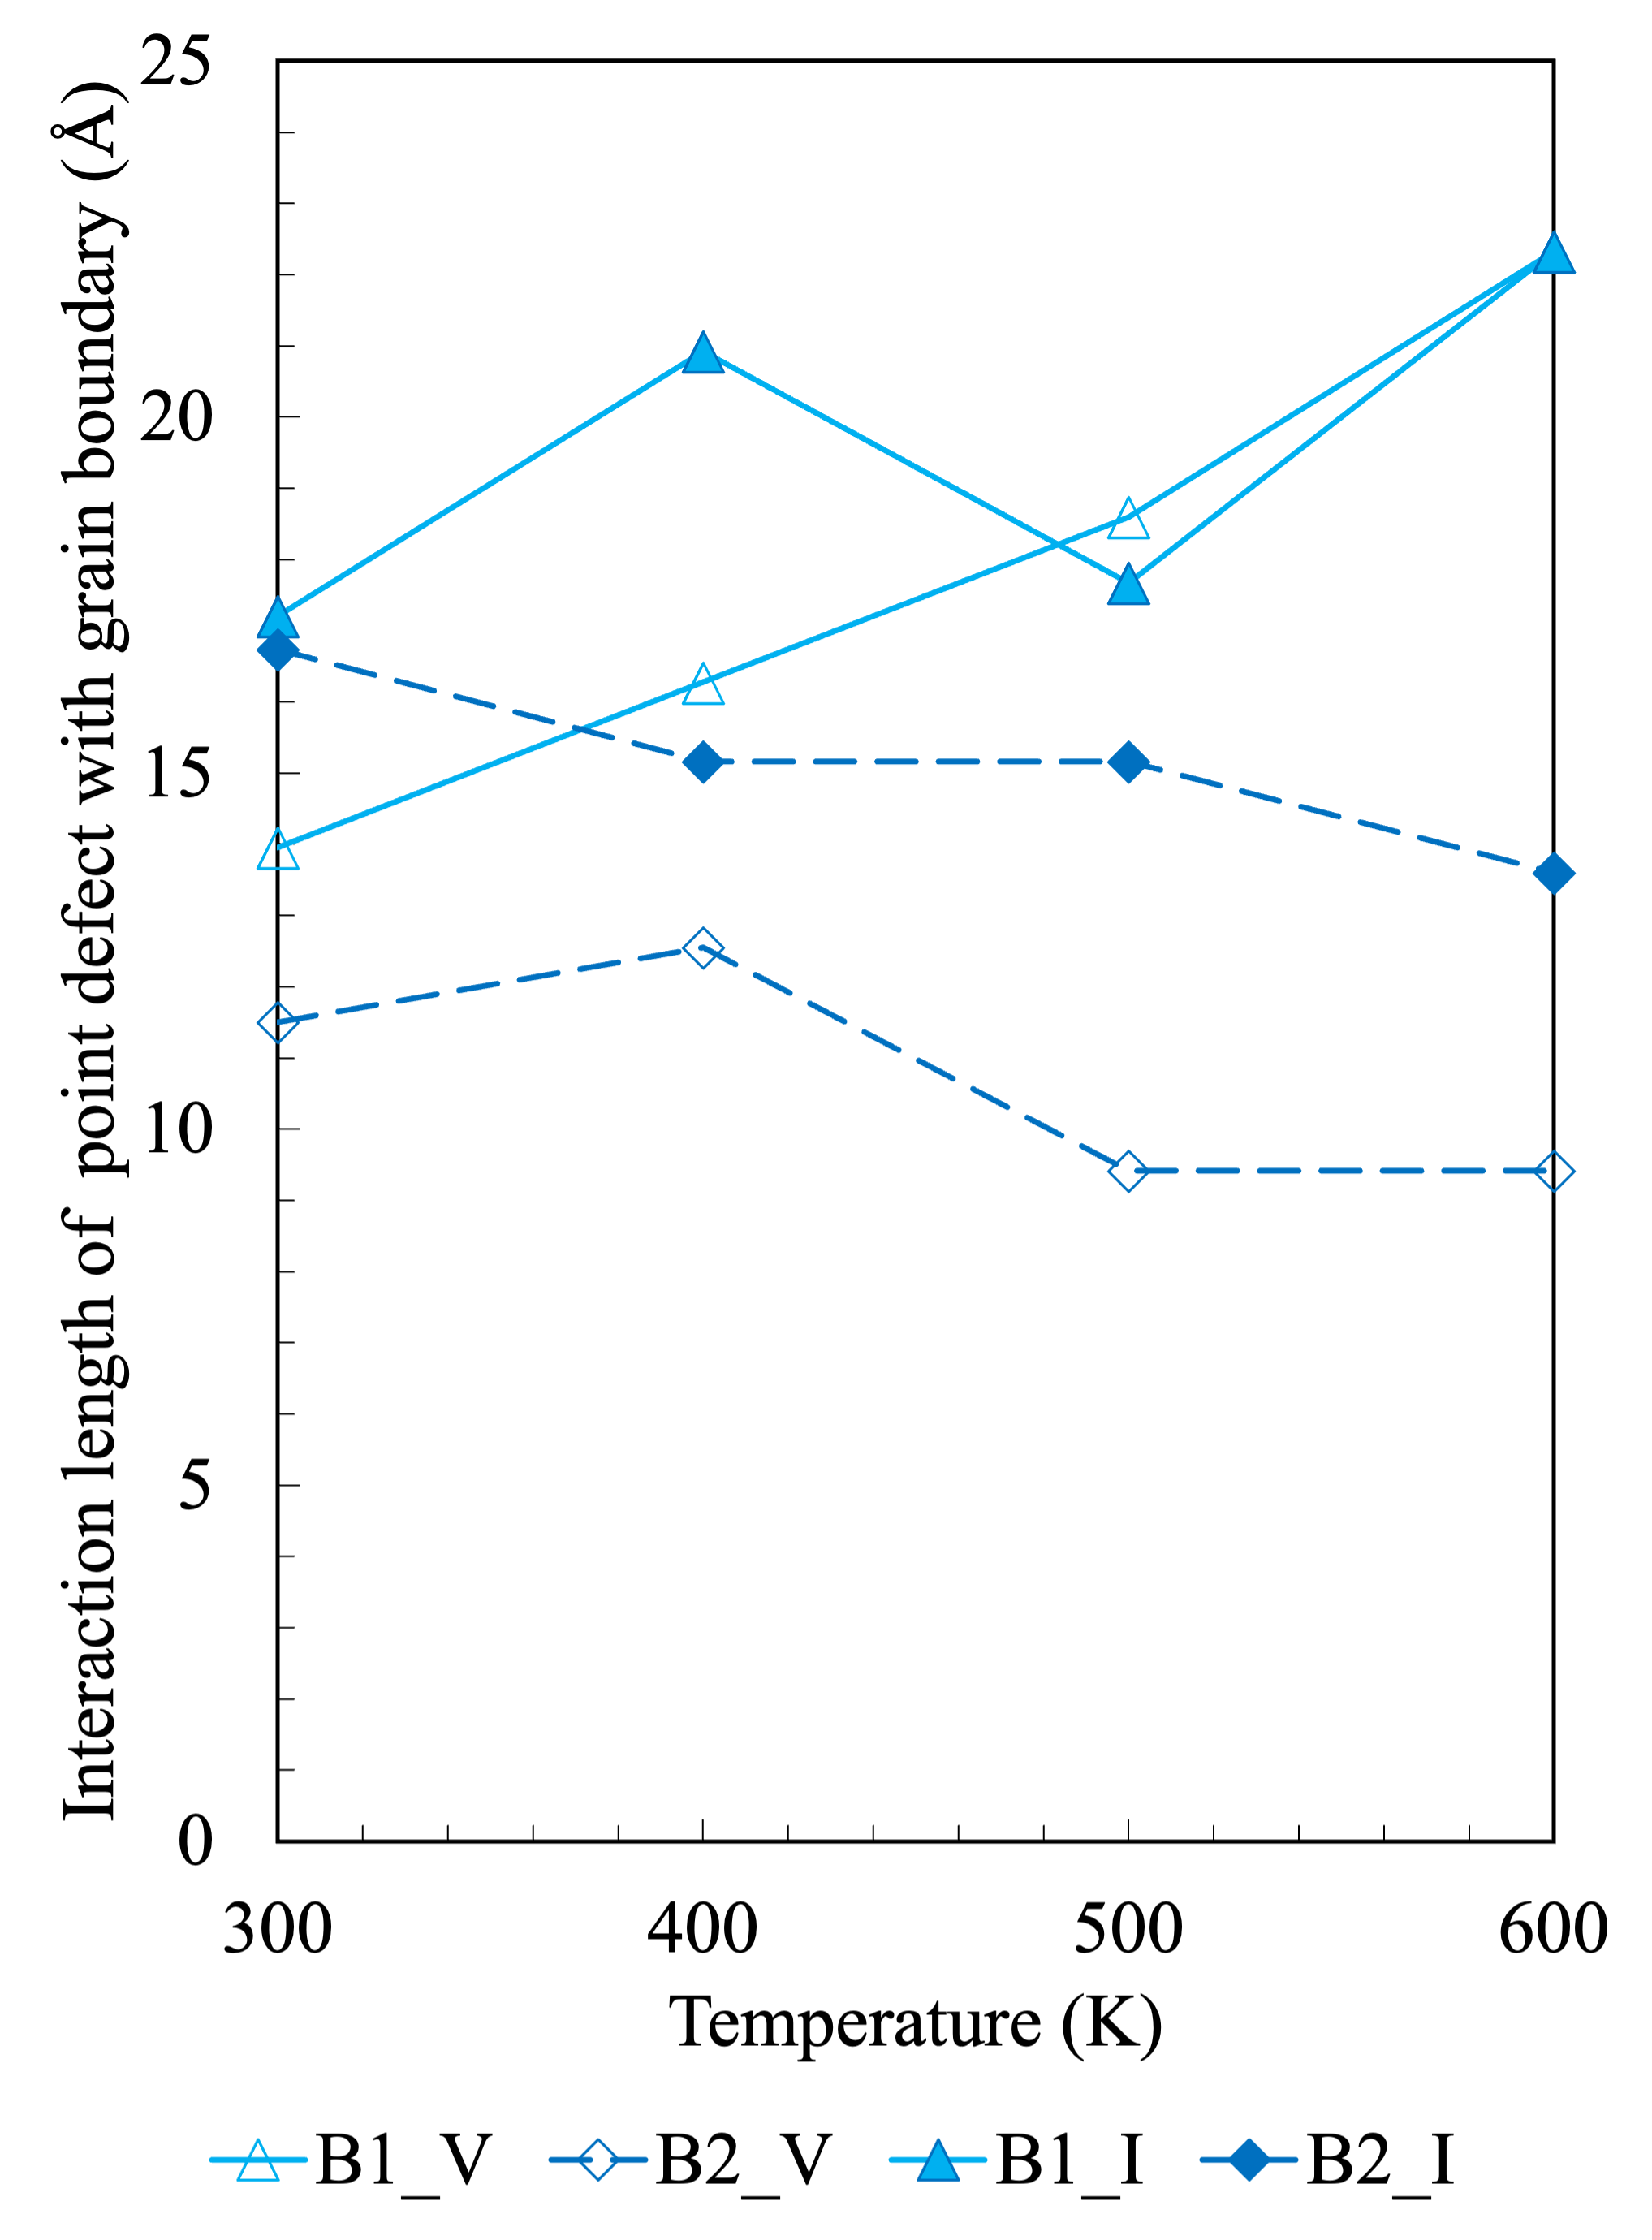 Interaction length of point defect with grain boundary (Å)
25
20
15
10
5
0
300 400 500 600
Temperature (K)
B1_V B2_V B1_I B2_I